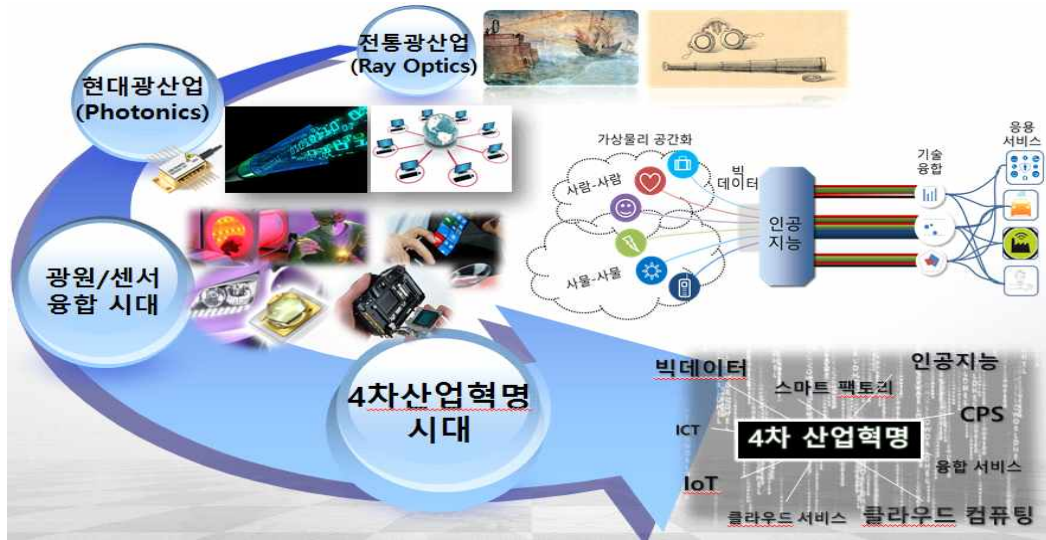 전통광산업
(Ray Optics)
현대광산업
(Photonics)
광원/센서
융합 시대
4차산업혁명
시대
가상물리 공간화
사람-사람
사물-사물
빅
데이터
인공
지능
기술
융합
응용
서비스
빅데이터
인공지능
스마트 팩토리
ICT
CPS
4차 산업혁명
융합 서비스
IoT
클라우드 서비스
클라우드 컴퓨팅